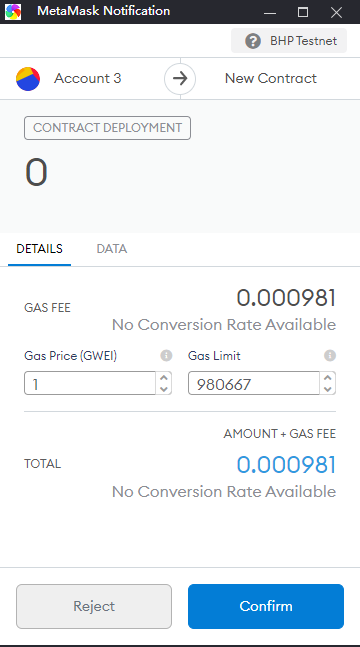 MetaMask Notification
BHP Testnet
Account 3
New Contract
CONTRACT DEPLOYMENT
0
DETAILS
DATA
GAS FEE
0.000981
No Conversion Rate Available
Gas Price (GWEI)
Gas Limit
1
980667
AMOUNT + GAS FEE
TOTAL
0.000981
No Conversion Rate Available
Reject
Confirm